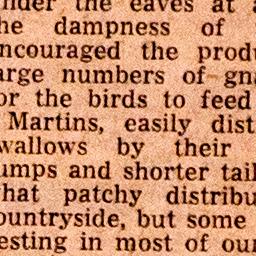 nder the eaves at a
he dampness of
ncouraged the produ
arge numbers of gna
or the birds to feed
Martins, easily dist
wallows by their
umps and shorter tail
hat patchy distribu
ountryside, but some
esting in most of our